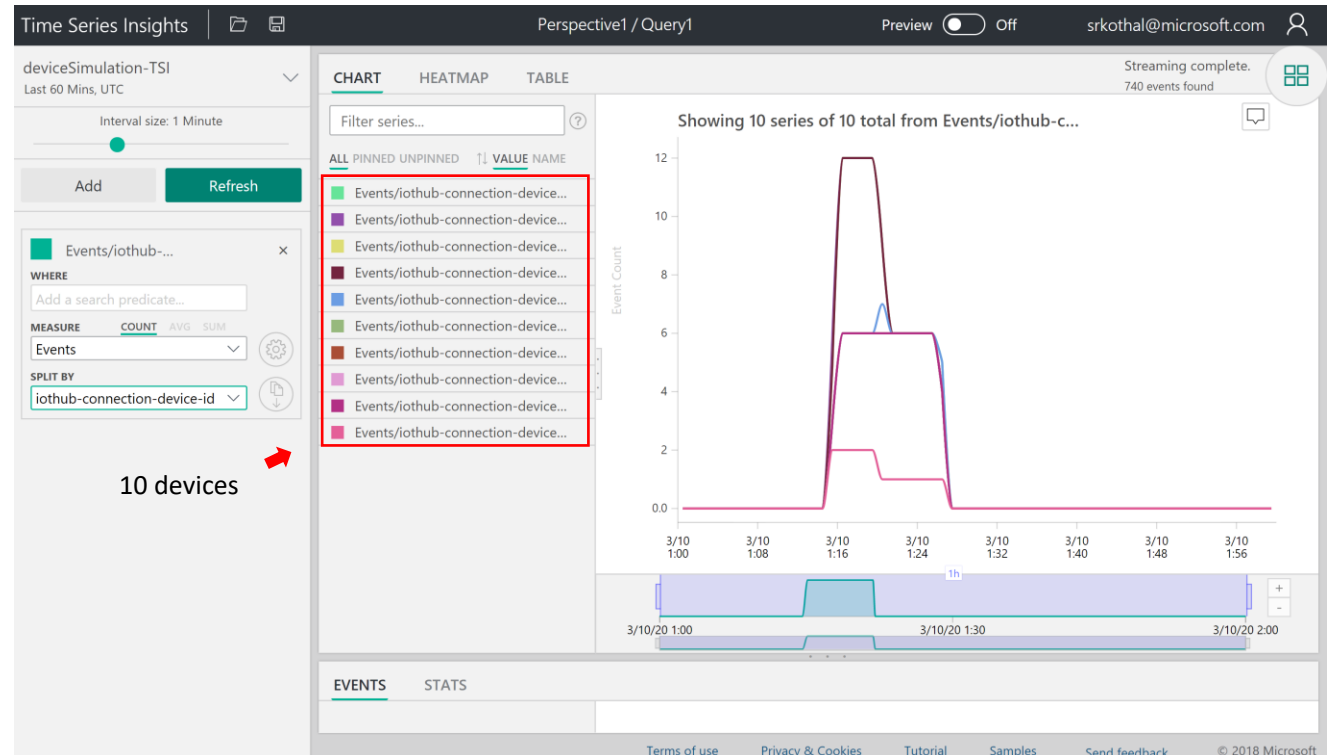 Time Series Insights
Perspective1 / Query1
Preview Off
srkothal@microsoft.com
deviceSimulation-TSI
Last 60 Mins, UTC
Interval size: 1 Minute
Add Refresh
Events/iothub-... ×
WHERE
Add a search predicate...
MEASURE COUNT AVG SUM
Events
SPLIT BY
iothub-connection-device-id
10 devices
CHART HEATMAP TABLE
Streaming complete.
740 events found
Filter series... ?
ALL PINNED UNPINNED VALUE NAME
Events/iothub-connection-device...
Events/iothub-connection-device...
Events/iothub-connection-device...
Events/iothub-connection-device...
Events/iothub-connection-device...
Events/iothub-connection-device...
Events/iothub-connection-device...
Events/iothub-connection-device...
Events/iothub-connection-device...
Events/iothub-connection-device...
Showing 10 series of 10 total from Events/iothub-c...
Event Count
12
10
8
6
4
2
0.0
3/10 3/10 3/10 3/10 3/10 3/10 3/10 3/10
1:00 1:08 1:16 1:24 1:32 1:40 1:48 1:56
1h
+
-
3/10/20 1:00 3/10/20 1:30 3/10/20 2:00
EVENTS STATS
Terms of use Privacy & Cookies Tutorial Samples Send feedback © 2018 Microsoft